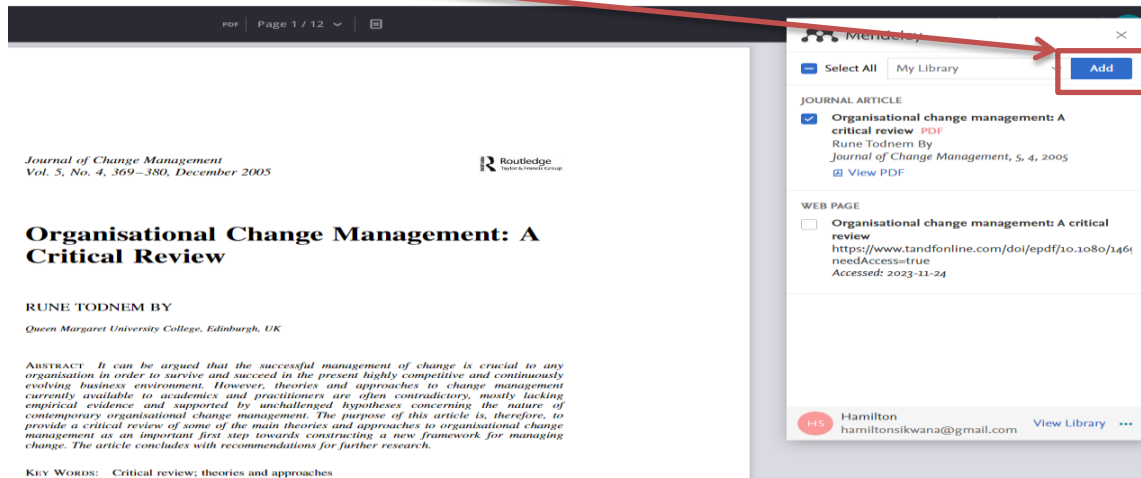 PDF Page 1 / 12
Journal of Change Management
Vol. 5, No. 4, 369–380, December 2005
Routledge
Taylor & Francis Group
Organisational Change Management: A
Critical Review
RUNE TODNEM BY
Queen Margaret University College, Edinburgh, UK
ABSTRACT It can be argued that the successful management of change is crucial to any
organisation in order to survive and succeed in the present highly competitive and continuously
evolving business environment. However, theories and approaches to change management
currently available to academics and practitioners are often contradictory, mostly lacking
empirical evidence and supported by unchallenged hypotheses concerning the nature of
contemporary organisational change management. The purpose of this article is, therefore, to
provide a critical review of some of the main theories and approaches to organisational change
management as an important first step towards constructing a new framework for managing
change. The article concludes with recommendations for further research.
KEY WORDS: Critical review; theories and approaches
Mendeley
Select All My Library Add
JOURNAL ARTICLE
Organisational change management: A
critical review PDF
Rune Todnem By
Journal of Change Management, 5, 4, 2005
View PDF
WEB PAGE
Organisational change management: A critical
review
https://www.tandfonline.com/doi/epdf/10.1080/146
needAccess=true
Accessed: 2023-11-24
HS Hamilton
hamiltonsikwana@gmail.com View Library